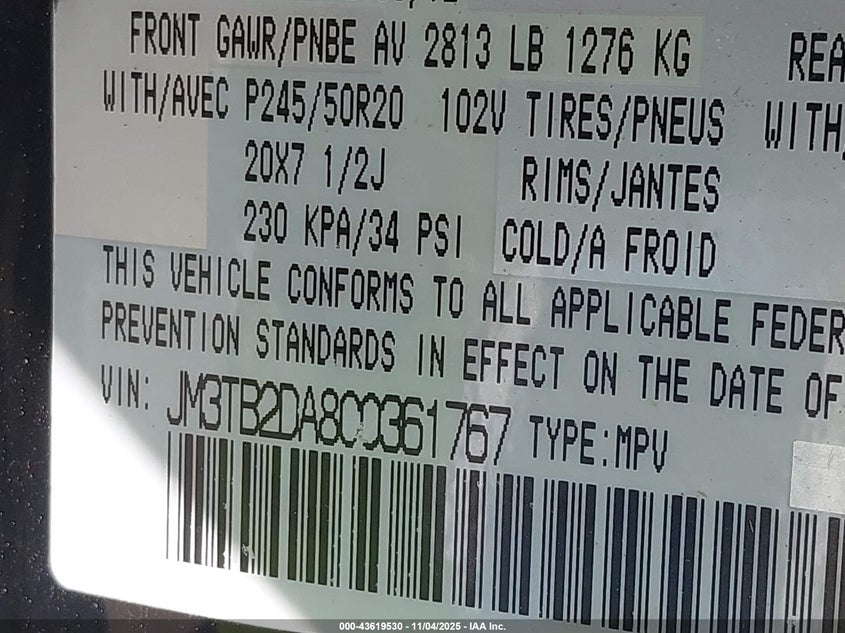 FRONT GAWR/PNBE AV 2813 LB 1276 KG REA
WITH/AVEC P245/50R20 102V TIRES/PNEUS WITH/
20X7 1/2J RIMS/JANTES
230 KPA/34 PSI COLD/A FROID
THIS VEHICLE CONFORMS TO ALL APPLICABLE FEDER
PREVENTION STANDARDS IN EFFECT ON THE DATE OF
VIN: JM3TB2DA8C0361767 TYPE:MPV
000-43619530 - 11/04/2025 - IAA Inc.